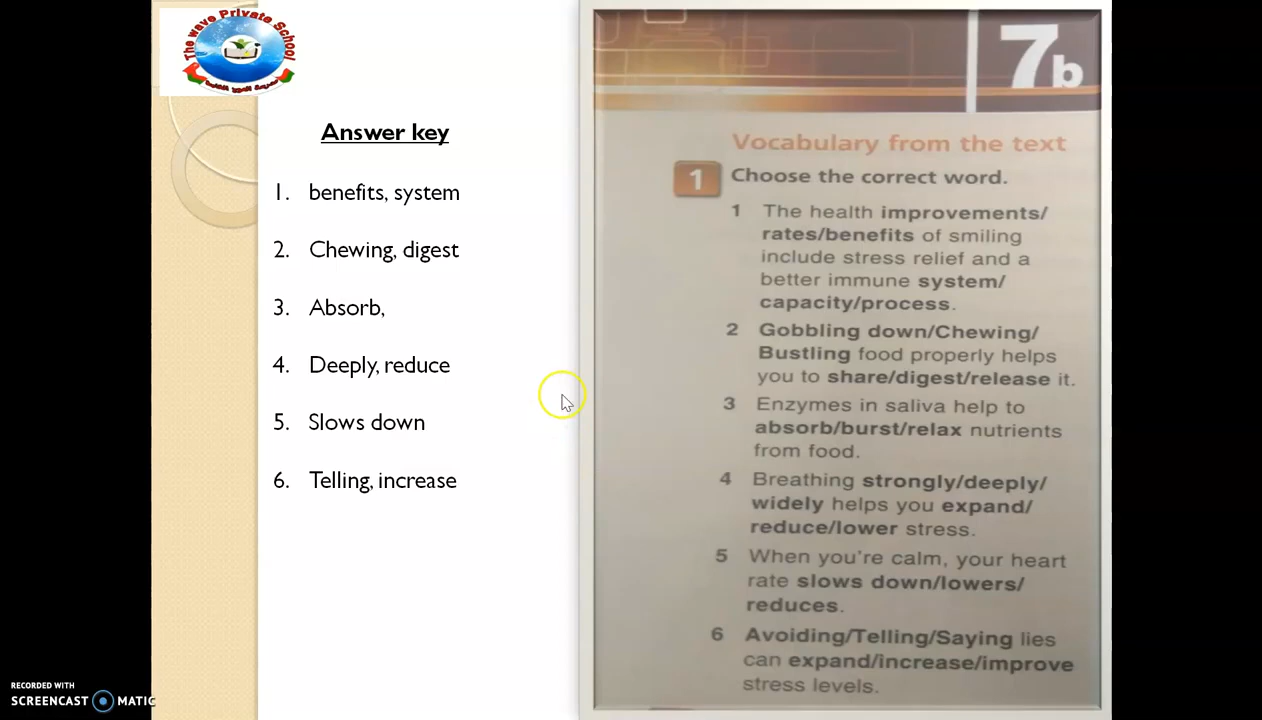 The Wave Private School
Answer key
1. benefits, system
2. Chewing, digest
3. Absorb,
4. Deeply, reduce
5. Slows down
6. Telling, increase
7b
Vocabulary from the text
1 Choose the correct word.
1 The health improvements/
rates/benefits of smiling
include stress relief and a
better immune system/
capacity/process.
2 Gobbling down/Chewing/
Bustling food properly helps
you to share/digest/release it.
3 Enzymes in saliva help to
absorb/burst/relax nutrients
from food.
4 Breathing strongly/deeply/
widely helps you expand/
reduce/lower stress.
5 When you're calm, your heart
rate slows down/lowers/
reduces.
6 Avoiding/Telling/Saying lies
can expand/increase/improve
stress levels.
RECORDED WITH
SCREENCAST MATIC